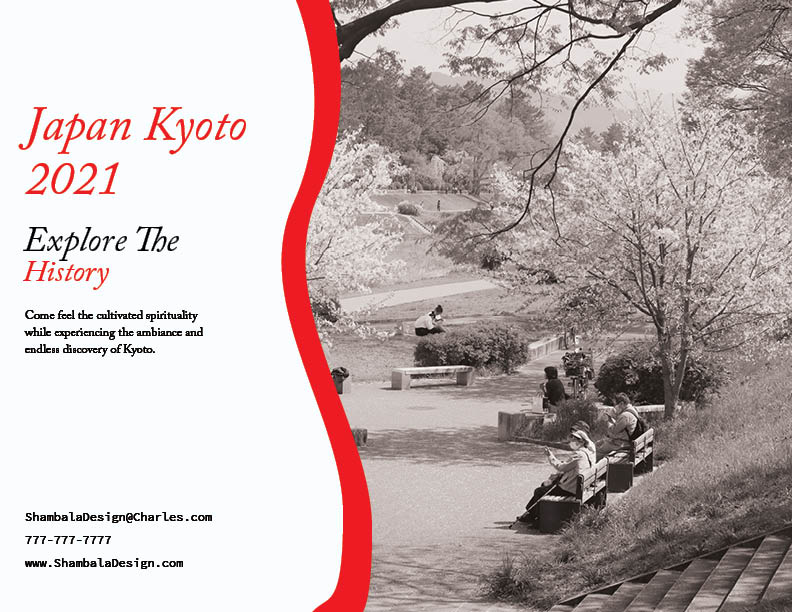 Japan Kyoto
2021
Explore The
History
Come feel the cultivated spirituality
while experiencing the ambiance and
endless discovery of Kyoto.
ShambalaDesign@Charles.com
777-777-7777
www.ShambalaDesign.com